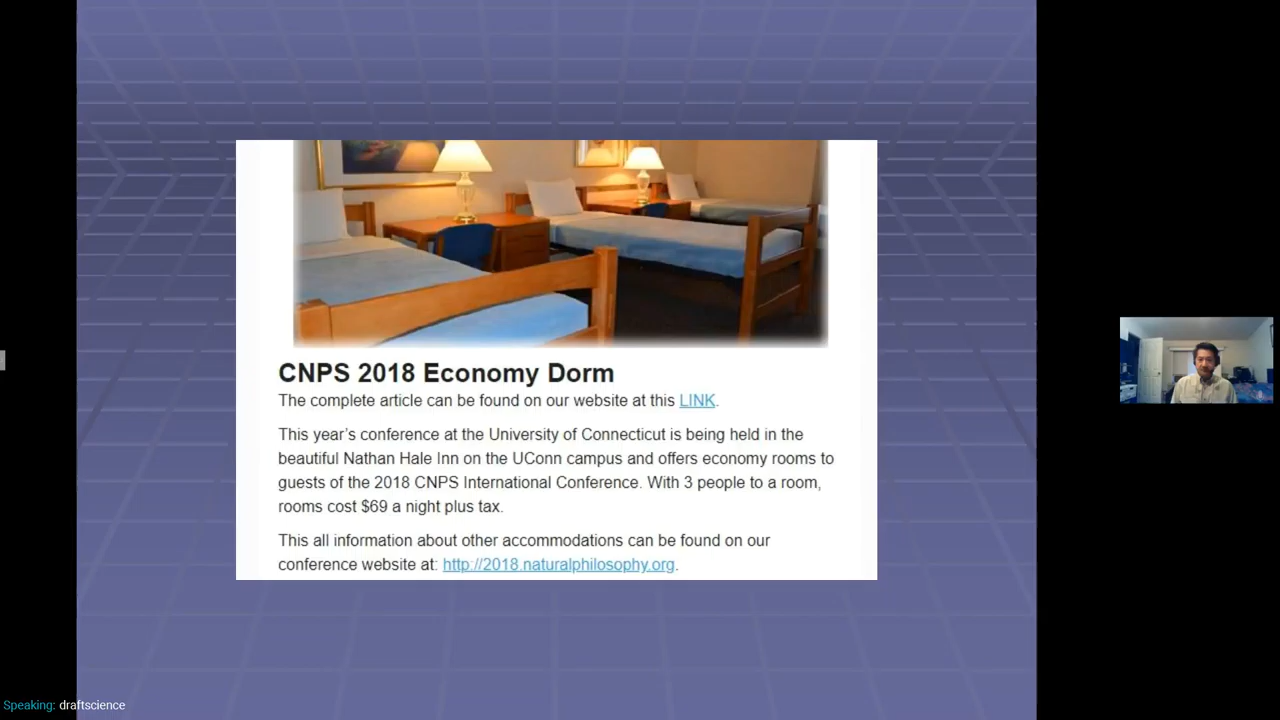 CNPS 2018 Economy Dorm
The complete article can be found on our website at this LINK.
This year's conference at the University of Connecticut is being held in the
beautiful Nathan Hale Inn on the UConn campus and offers economy rooms to
guests of the 2018 CNPS International Conference. With 3 people to a room,
rooms cost $69 a night plus tax.
This all information about other accommodations can be found on our
conference website at: http://2018.naturalphilosophy.org.
Speaking: draftscience